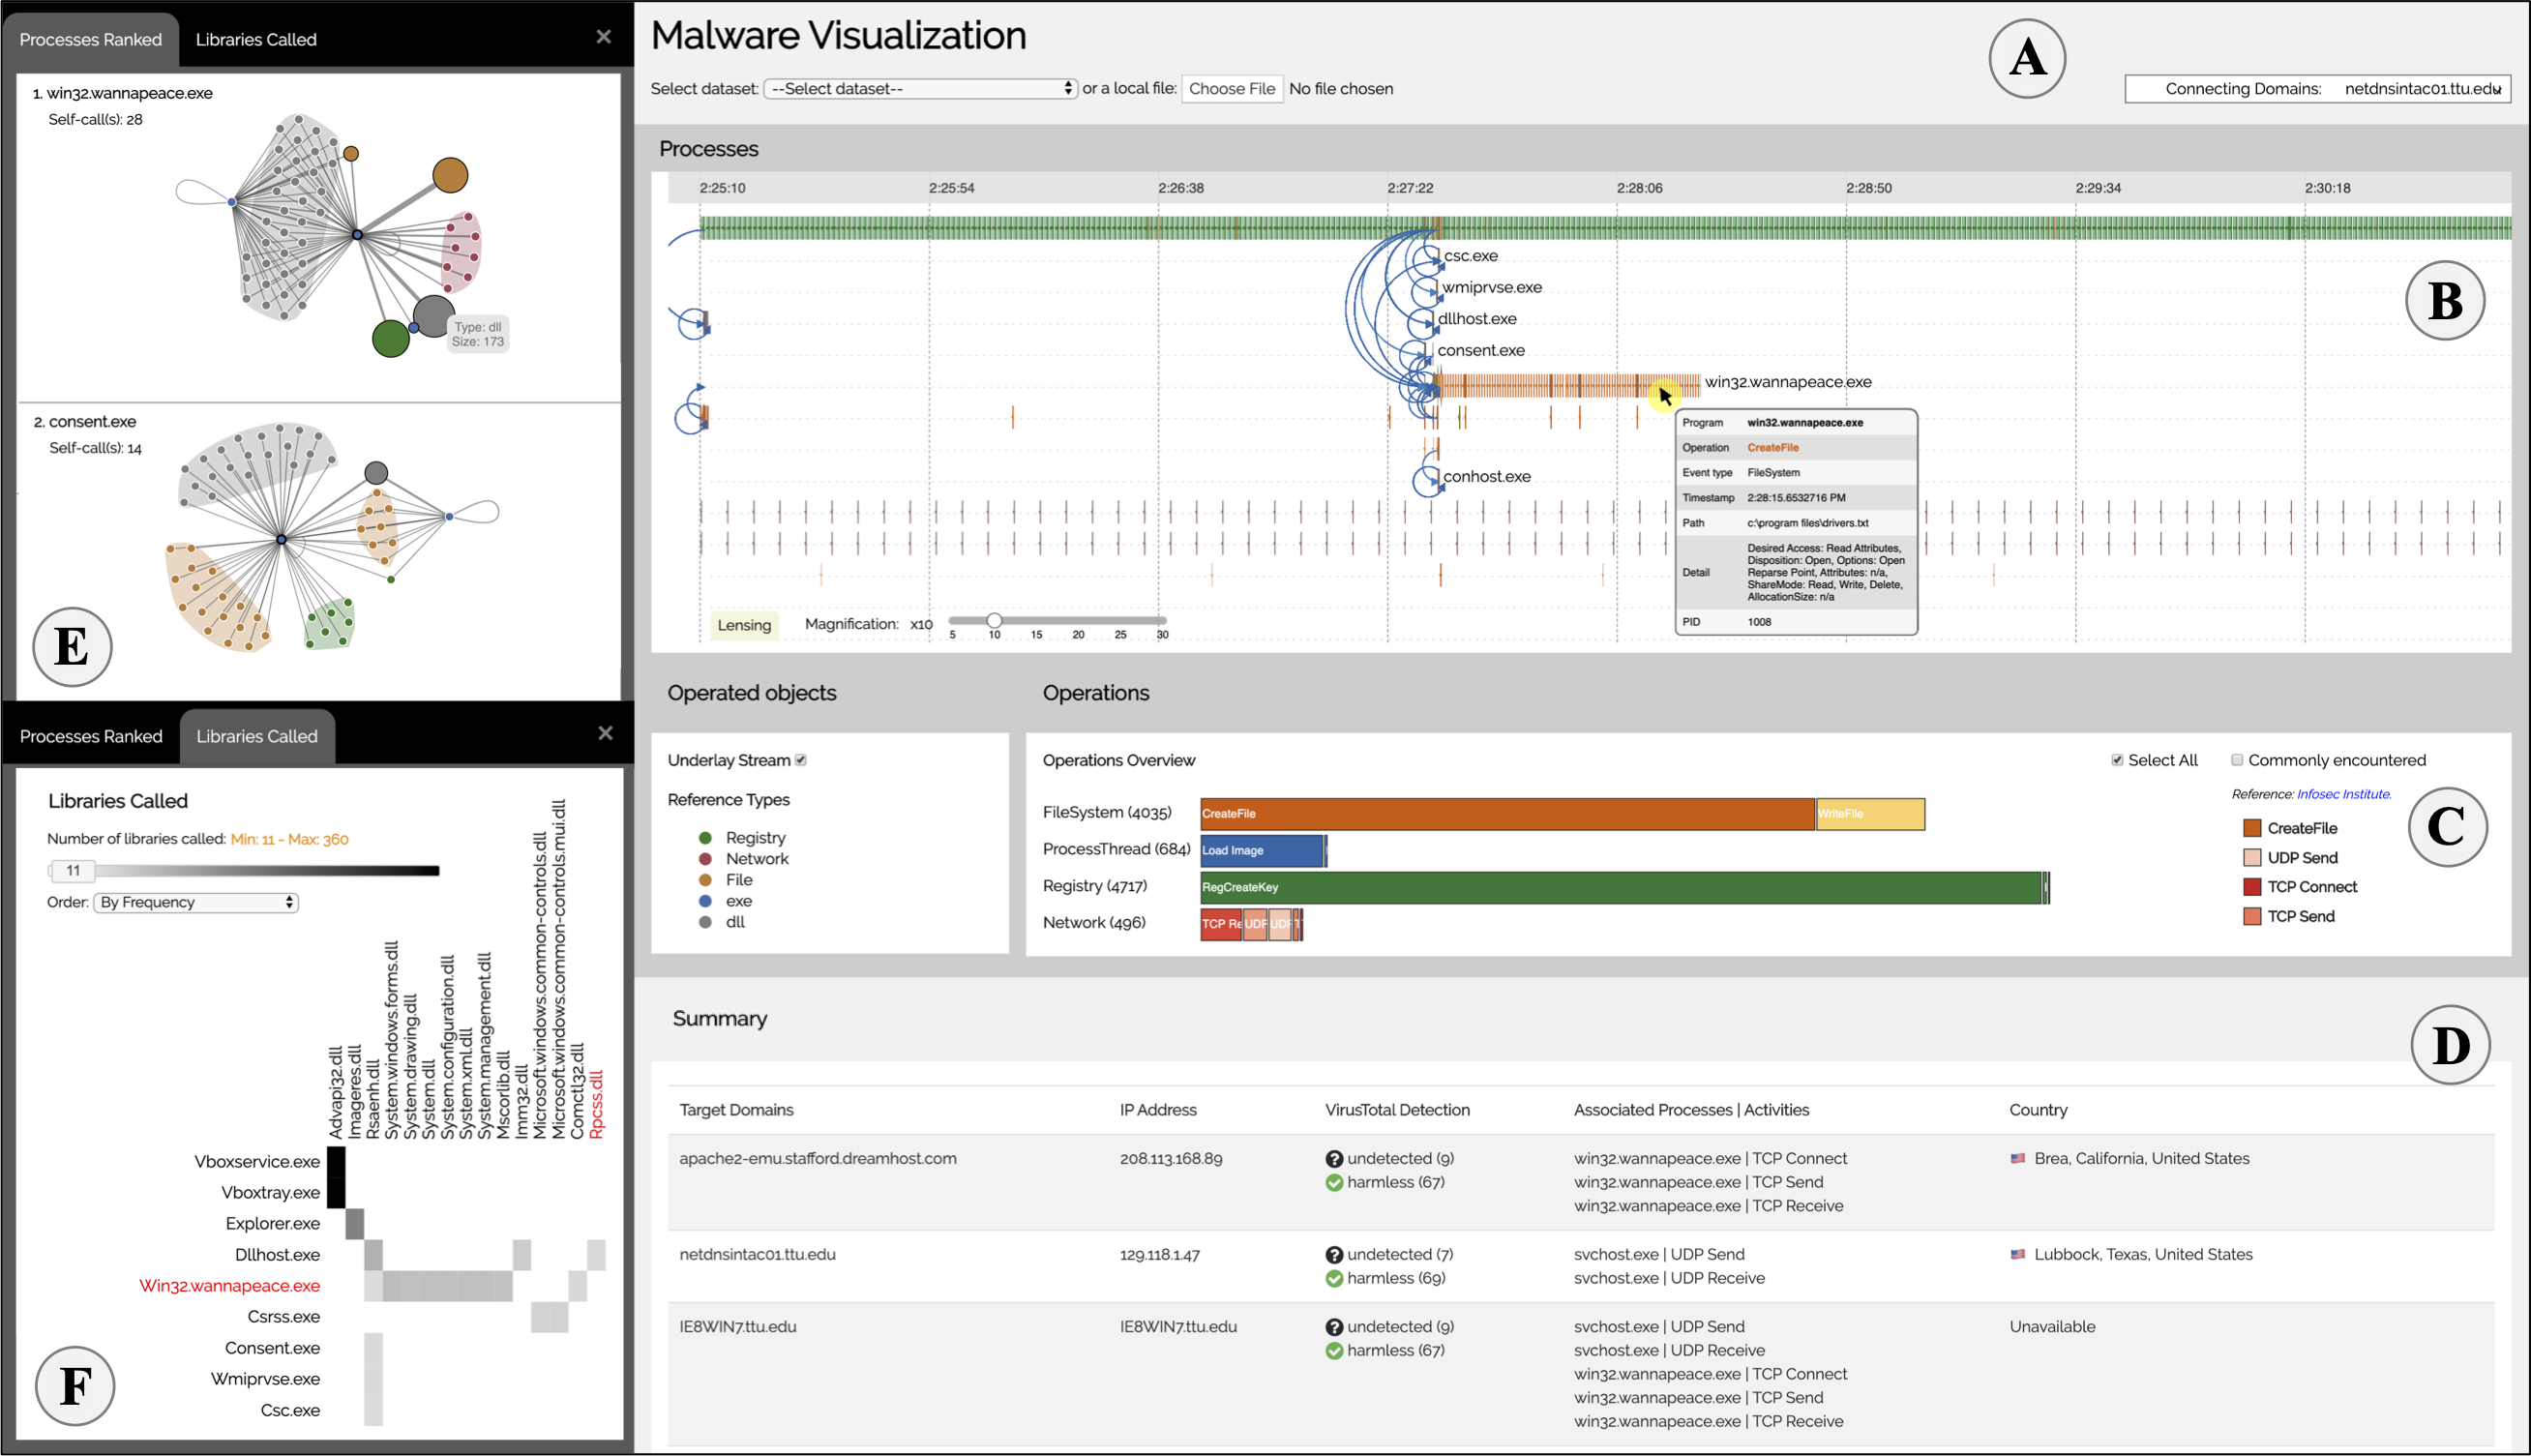 Processes Ranked
Libraries Called
×
1. win32.wannapeace.exe
Self-call(s): 28
Type: dll
Size: 173
2. consent.exe
Self-call(s): 14
E
Processes Ranked
Libraries Called
×
Libraries Called
Number of libraries called: Min: 11 - Max: 360
11
Order: By Frequency
Advapi32.dll
Imageres.dll
Rsaenh.dll
System.windows.forms.dll
System.drawing.dll
System.dll
System.configuration.dll
System.xml.dll
System.management.dll
Mscorlib.dll
Imm32.dll
Microsoft.windows.common-controls.dll
Microsoft.windows.common-controls.mui.dll
Comctl32.dll
Rpcss.dll
Vboxservice.exe
Vboxtray.exe
Explorer.exe
Dllhost.exe
Win32.wannapeace.exe
Csrss.exe
Consent.exe
Wmiprvse.exe
Csc.exe
F
Malware Visualization
A
Select dataset: --Select dataset-- or a local file: Choose File No file chosen
Connecting Domains: netdnsintac01.ttu.edu
Processes
2:25:10 2:25:54 2:26:38 2:27:22 2:28:06 2:28:50 2:29:34 2:30:18
csc.exe
wmiprvse.exe
dllhost.exe
consent.exe
win32.wannapeace.exe
conhost.exe
B
Program win32.wannapeace.exe
Operation CreateFile
Event type FileSystem
Timestamp 2:28:15.6532716 PM
Path c:\program files\drivers.txt
Detail Desired Access: Read Attributes,
Disposition: Open, Options: Open
Reparse Point, Attributes: n/a,
ShareMode: Read, Write, Delete,
AllocationSize: n/a
PID 1008
Lensing
Magnification: x10
5 10 15 20 25 30
Operated objects
Underlay Stream
Reference Types
Registry
Network
File
exe
dll
Operations
Operations Overview
Select All
Commonly encountered
Reference: Infosec Institute.
FileSystem (4035) CreateFile WriteFile
ProcessThread (684) Load Image
Registry (4717) RegCreateKey
Network (496) TCP Re UDP UDP T
CreateFile
UDP Send
TCP Connect
TCP Send
C
Summary
D
Target Domains IP Address VirusTotal Detection Associated Processes | Activities Country
apache2-emu.stafford.dreamhost.com 208.113.168.89 undetected (9) win32.wannapeace.exe | TCP Connect Brea, California, United States
harmless (67) win32.wannapeace.exe | TCP Send
win32.wannapeace.exe | TCP Receive
netdnsintac01.ttu.edu 129.118.1.47 undetected (7) svchost.exe | UDP Send Lubbock, Texas, United States
harmless (69) svchost.exe | UDP Receive
IE8WIN7.ttu.edu IE8WIN7.ttu.edu undetected (9) svchost.exe | UDP Send Unavailable
harmless (67) svchost.exe | UDP Receive
win32.wannapeace.exe | TCP Connect
win32.wannapeace.exe | TCP Send
win32.wannapeace.exe | TCP Receive